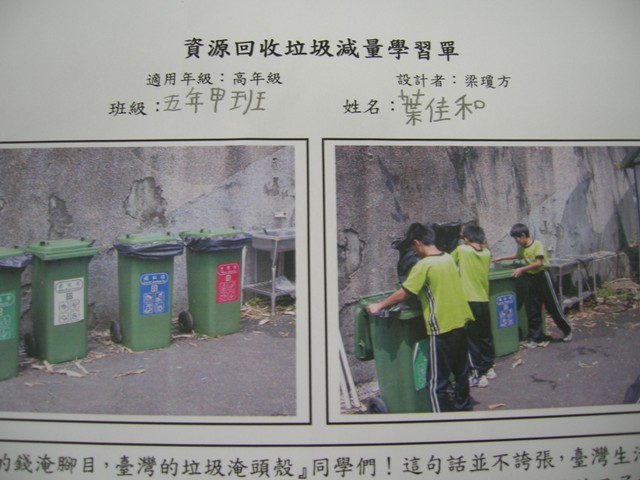 資源回收垃圾減量學習單
適用年級：高年級
設計者：梁瓊方
班級：五年甲班
姓名：葉佳和
的錢淹腳目，臺灣的垃圾淹頭殼』同學們！這句話並不誇張，臺灣生